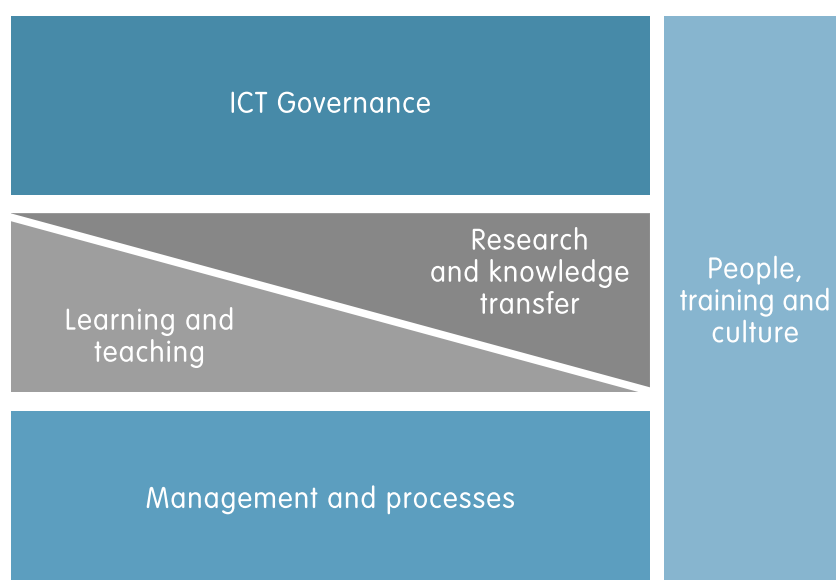 ICT Governance
Research
and knowledge
transfer
Learning and
teaching
People,
training and
culture
Management and processes